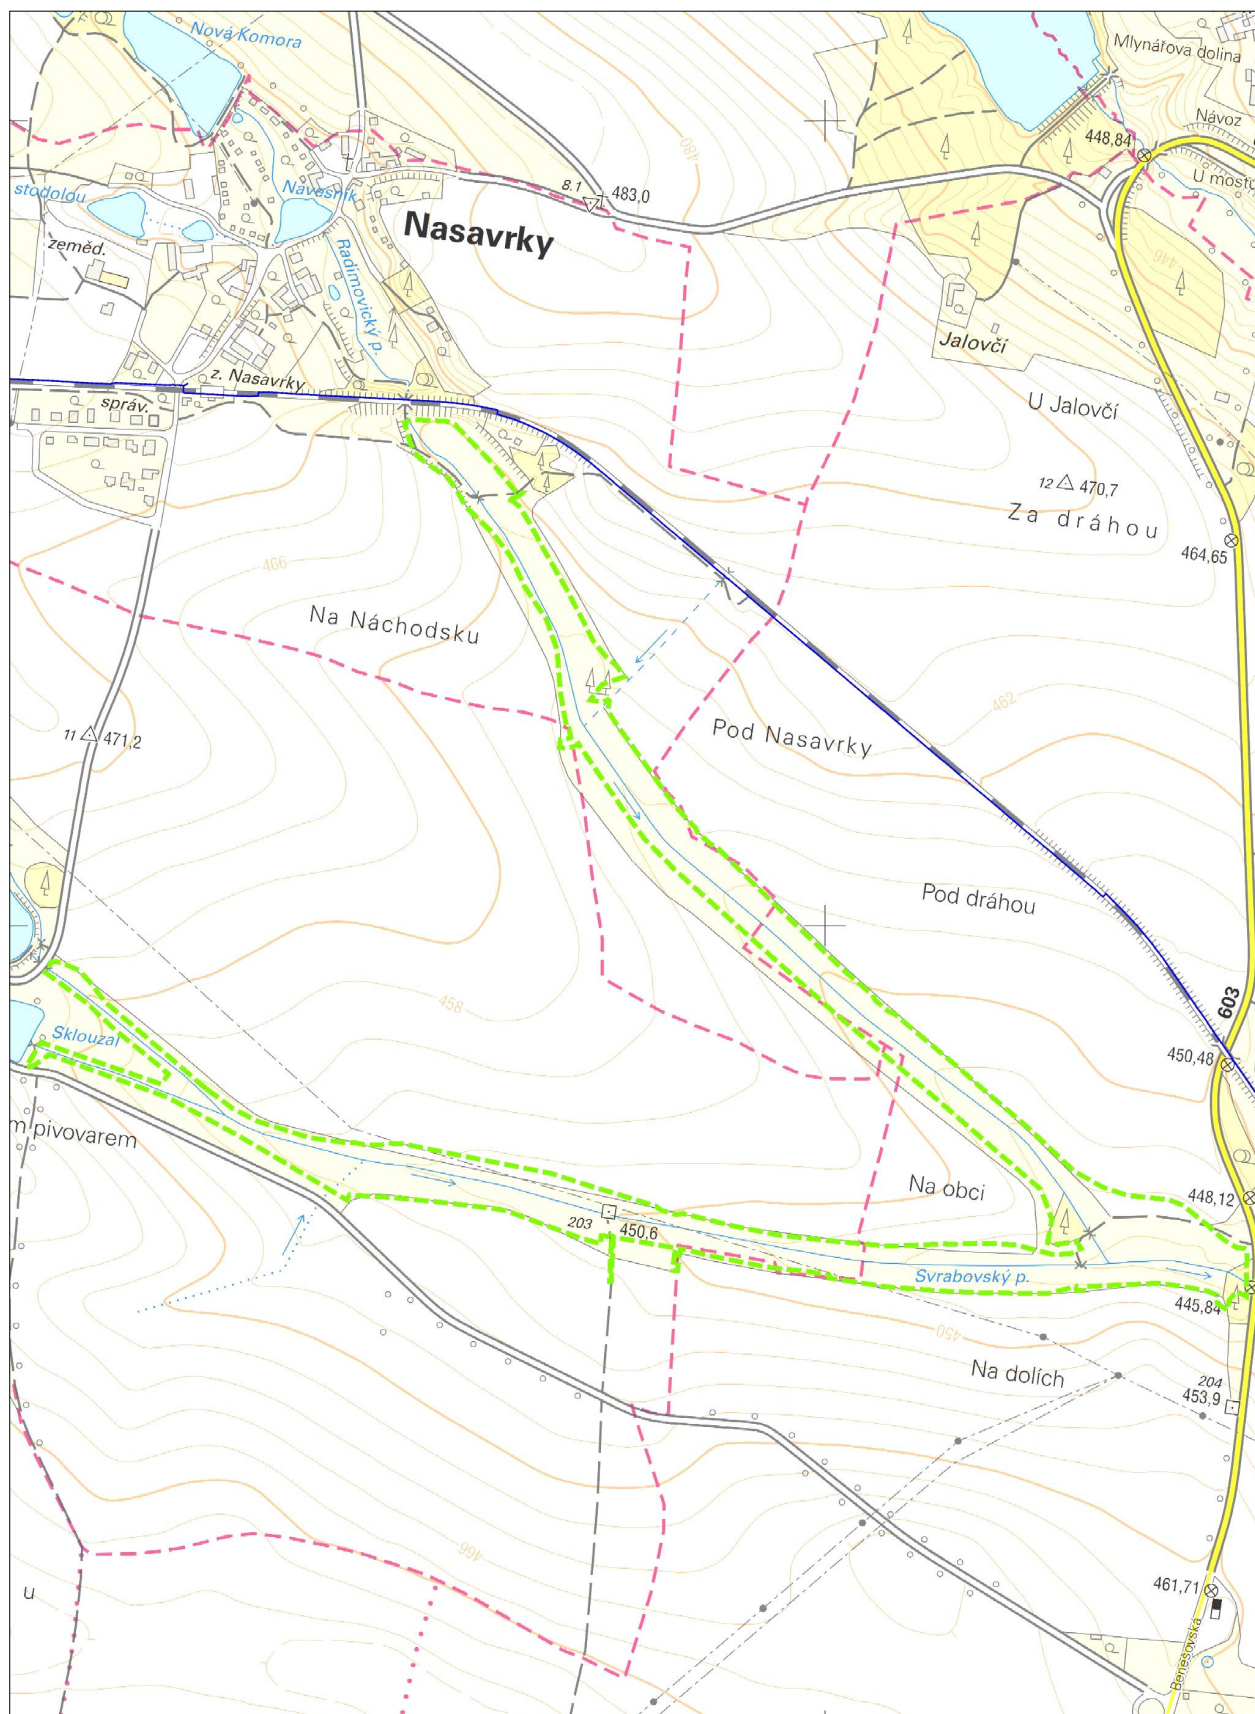 Nová Komora
Mlynářova dolina
Návoz
448,84
U mostu
stodolou
Návesník
8.1
483,0
480
Nasavrky
zeměd.
Radimovický p.
446
Jalovčí
z. Nasavrky
správ.
U Jalovčí
12
470,7
Za dráhou
464,65
466
Na Náchodsku
462
11
471,2
Pod Nasavrky
Pod dráhou
458
603
Sklouzal
450,48
m pivovarem
Na obci
448,12
203
450,6
Svrabovský p.
445,84
450
Na dolích
204
453,9
466
u
461,71
Benešovská